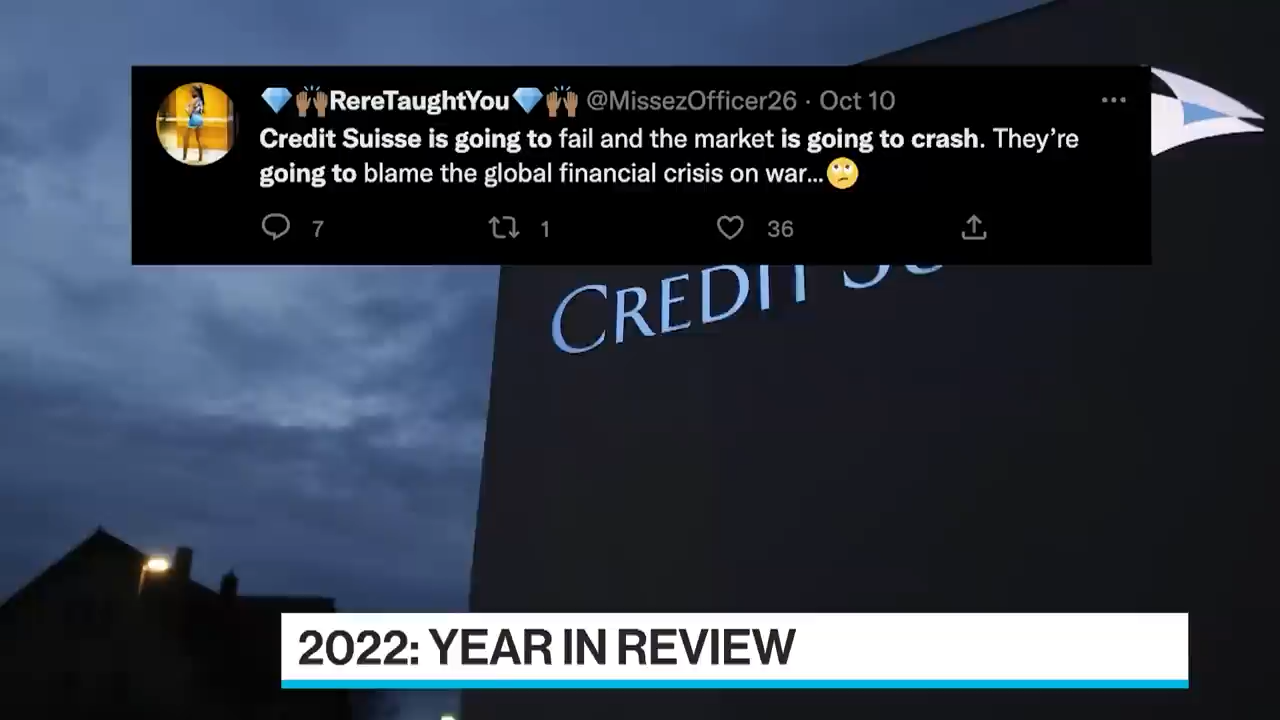 💎🙌🏽RereTaughtYou💎🙌🏽 @MissezOfficer26 · Oct 10
Credit Suisse is going to fail and the market is going to crash. They’re
going to blame the global financial crisis on war...🙄
7 1 36
CREDIT SU
2022: YEAR IN REVIEW